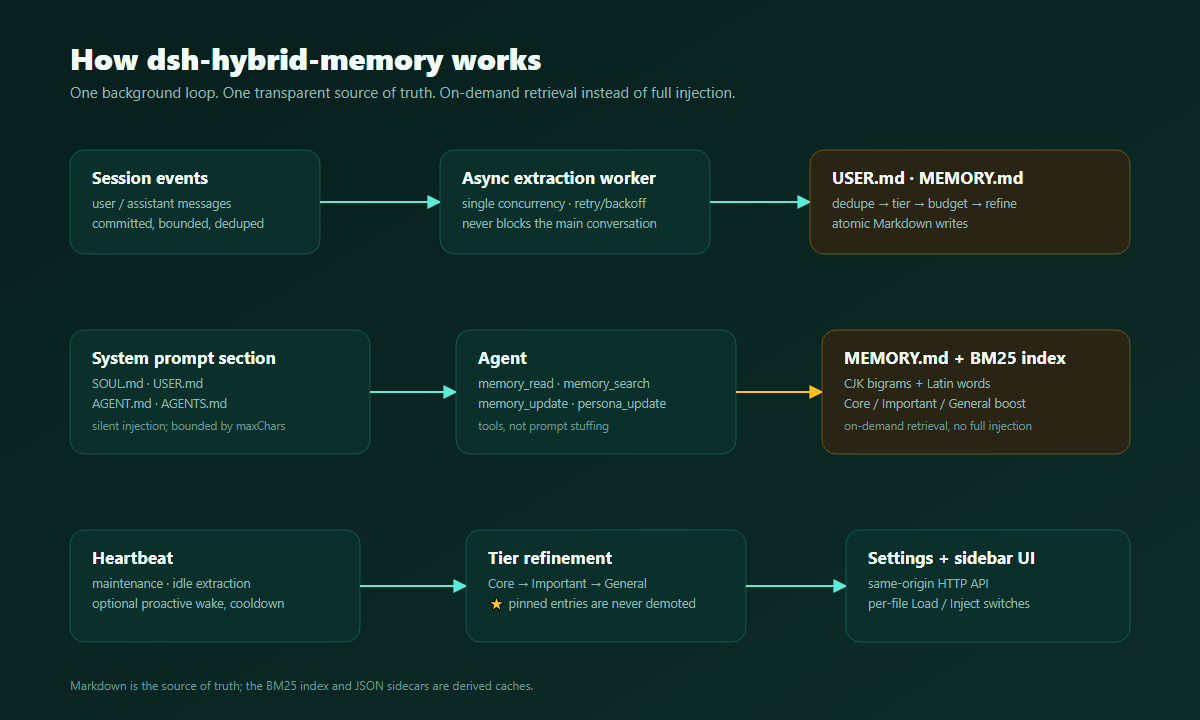 How dsh-hybrid-memory works
One background loop. One transparent source of truth. On-demand retrieval instead of full injection.
Session events
user / assistant messages
committed, bounded, deduped
Async extraction worker
single concurrency · retry/backoff
never blocks the main conversation
USER.md · MEMORY.md
dedupe → tier → budget → refine
atomic Markdown writes
System prompt section
SOUL.md · USER.md
AGENT.md · AGENTS.md
silent injection; bounded by maxChars
Agent
memory_read · memory_search
memory_update · persona_update
tools, not prompt stuffing
MEMORY.md + BM25 index
CJK bigrams + Latin words
Core / Important / General boost
on-demand retrieval, no full injection
Heartbeat
maintenance · idle extraction
optional proactive wake, cooldown
Tier refinement
Core → Important → General
⭐ pinned entries are never demoted
Settings + sidebar UI
same-origin HTTP API
per-file Load / Inject switches
Markdown is the source of truth; the BM25 index and JSON sidecars are derived caches.